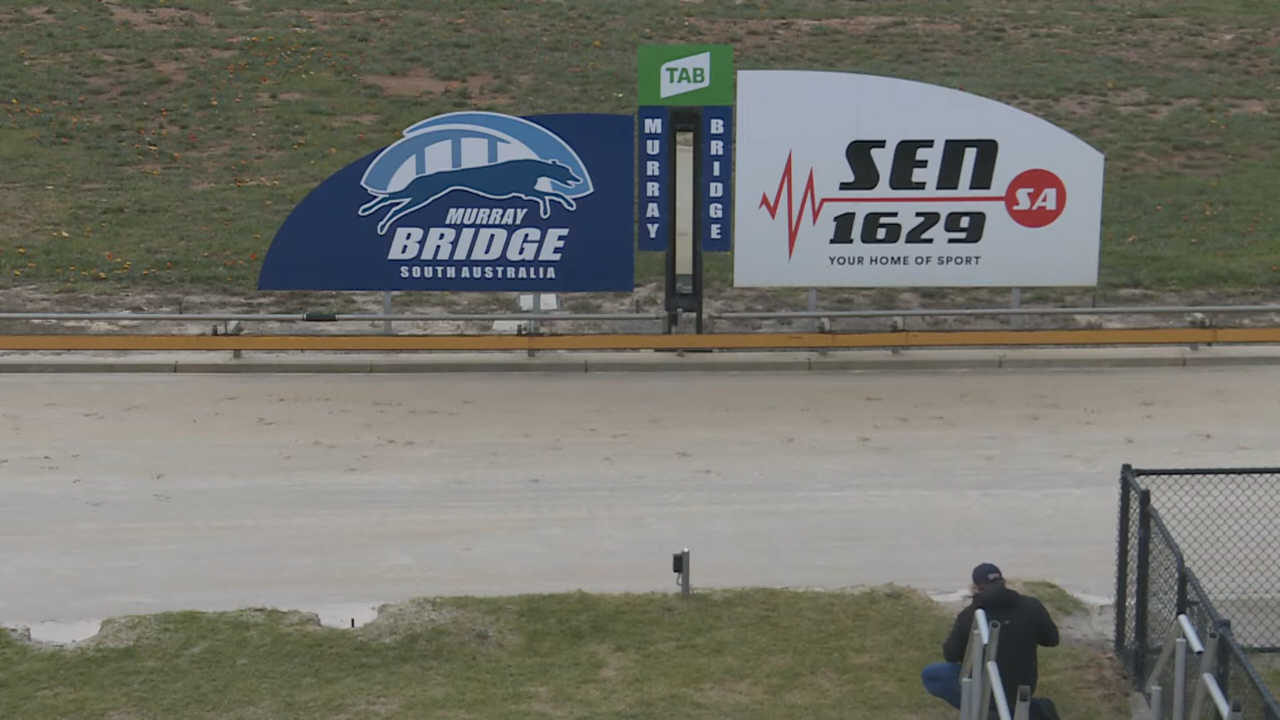 TAB
MURRAY
BRIDGE
MURRAY
BRIDGE
SOUTH AUSTRALIA
SEN
SA
1629
YOUR HOME OF SPORT